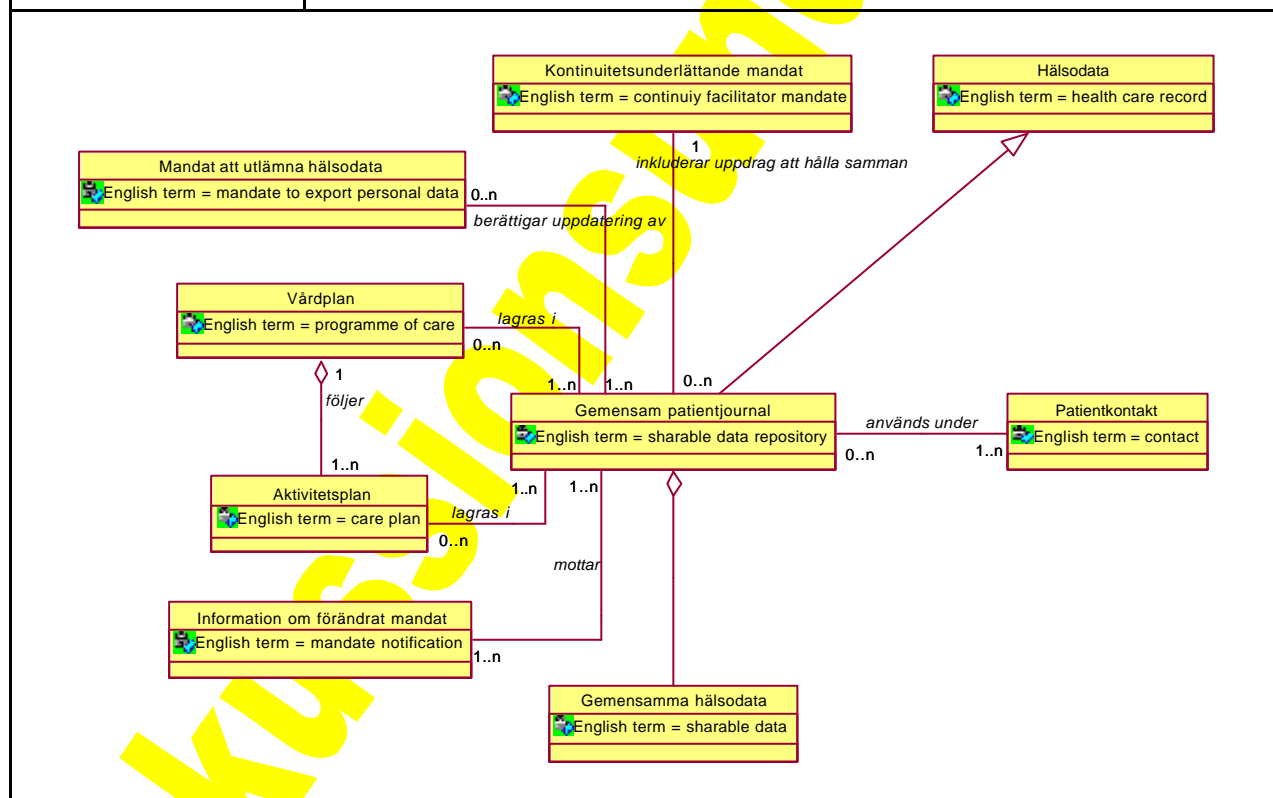 Kontinuitetsunderlättande mandat
English term = continuiy facilitator mandate
Hälsodata
English term = health care record
1
inkluderar uppdrag att hålla samman
Mandat att utlämna hälsodata
English term = mandate to export personal data
0..n
berättigar uppdatering av
Vårdplan
English term = programme of care
lagras i
0..n
1
följer
1..n
1..n
0..n
Gemensam patientjournal
English term = sharable data repository
används under
0..n
1..n
Patientkontakt
English term = contact
1..n
Aktivitetsplan
English term = care plan
lagras i
0..n
1..n
1..n
mottar
Information om förändrat mandat
English term = mandate notification
1..n
Gemensamma hälsodata
English term = sharable data
kussionsun